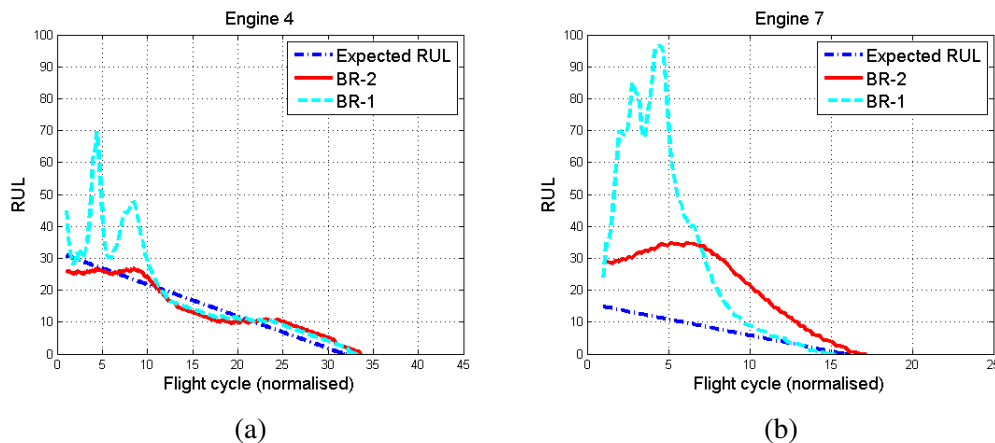 Engine 4
100
90
80
70
60
50
40
30
20
10
0
RUL
Expected RUL
BR-2
BR-1
0 5 10 15 20 25 30 35 40 45
Flight cycle (normalised)
(a)
Engine 7
100
90
80
70
60
50
40
30
20
10
0
RUL
Expected RUL
BR-2
BR-1
0 5 10 15 20 25
Flight cycle (normalised)
(b)